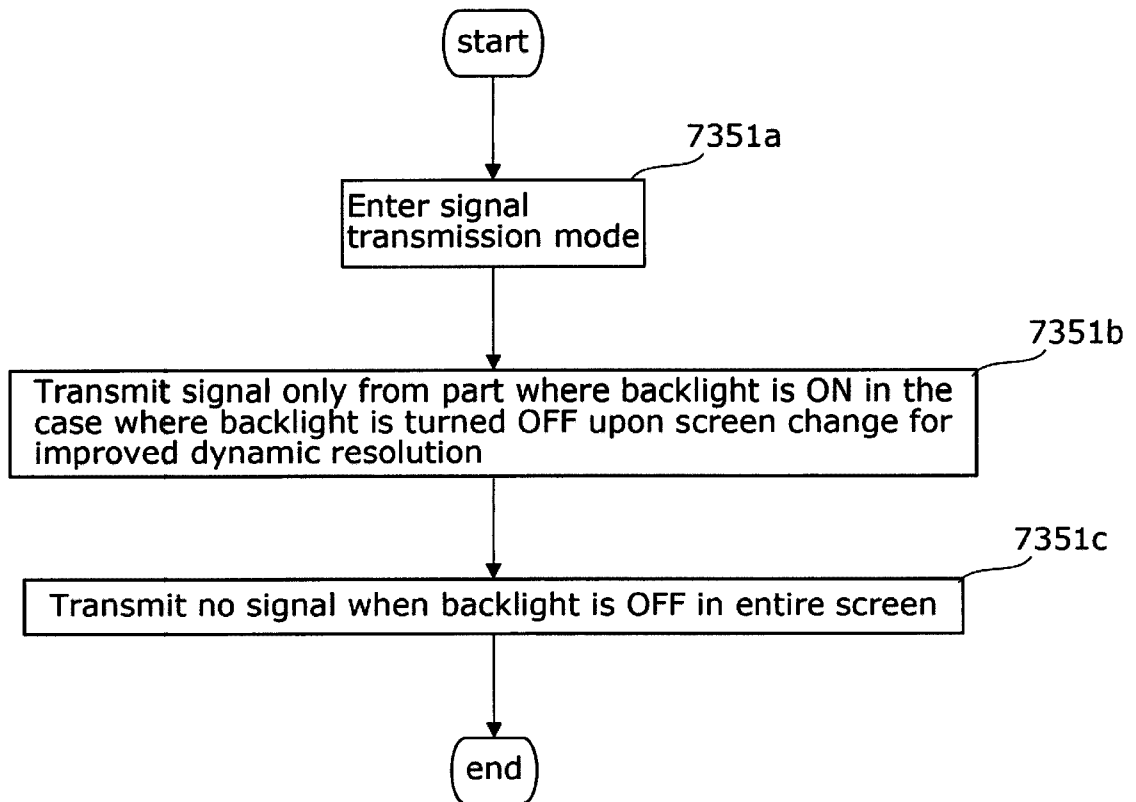 start
7351a
Enter signal
transmission mode
7351b
Transmit signal only from part where backlight is ON in the
case where backlight is turned OFF upon screen change for
improved dynamic resolution
7351c
Transmit no signal when backlight is OFF in entire screen
end